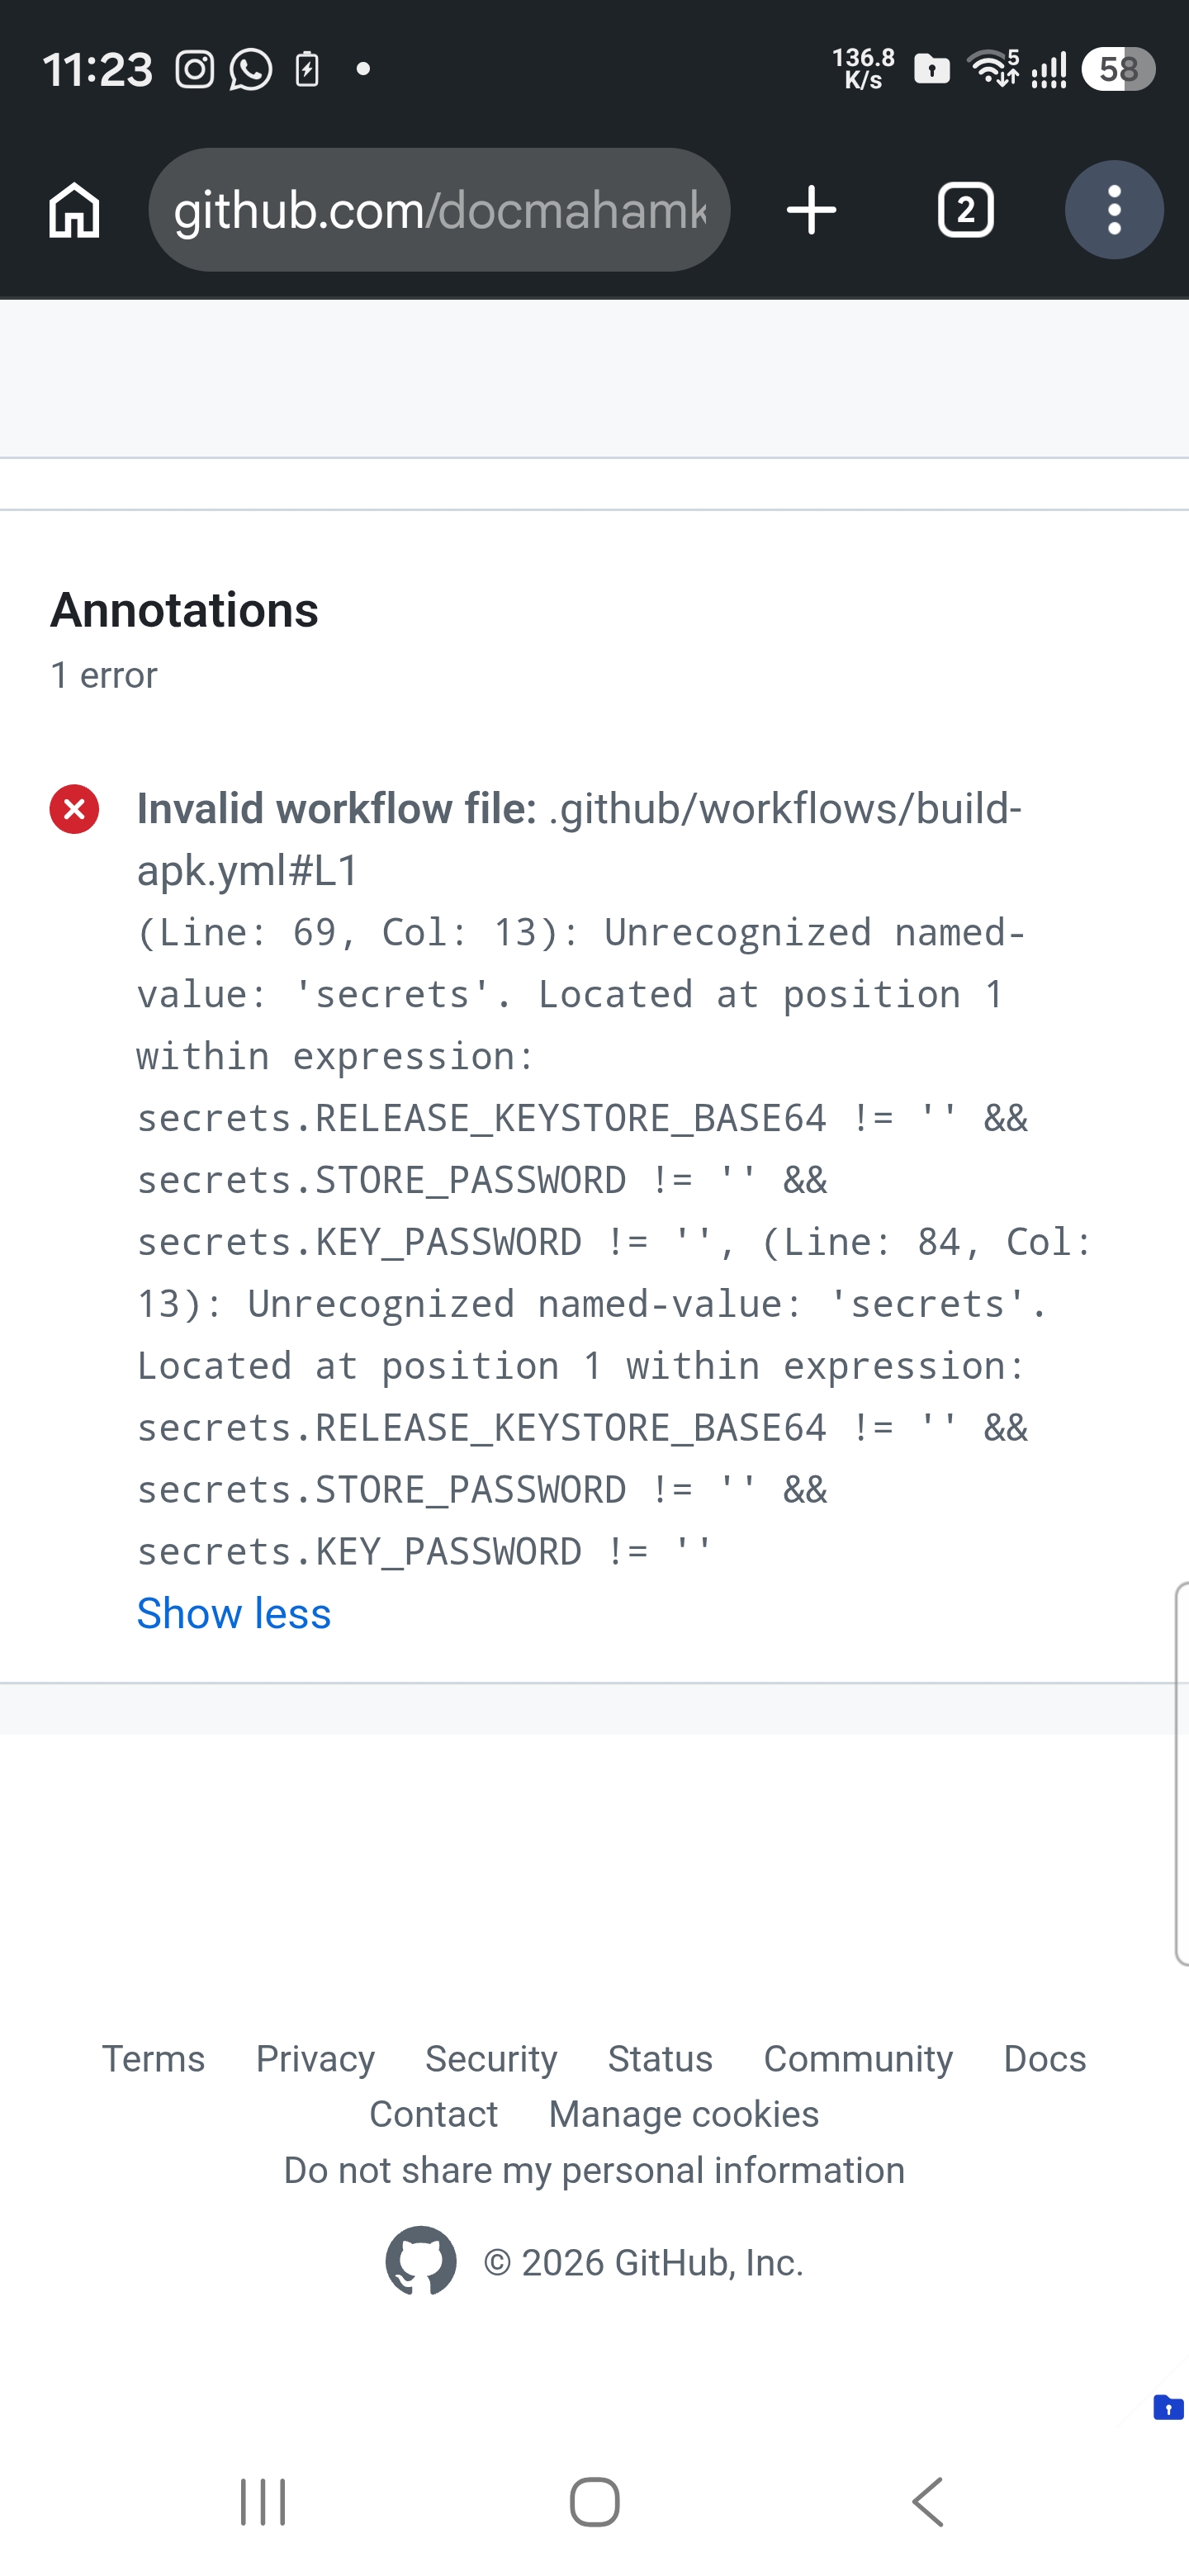 11:23
136.8
K/s
5
58
github.com/docmahamk
2
Annotations
1 error
Invalid workflow file: .github/workflows/build-
apk.yml#L1
(Line: 69, Col: 13): Unrecognized named-
value: 'secrets'. Located at position 1
within expression:
secrets.RELEASE_KEYSTORE_BASE64 != '' &&
secrets.STORE_PASSWORD != '' &&
secrets.KEY_PASSWORD != '', (Line: 84, Col:
13): Unrecognized named-value: 'secrets'.
Located at position 1 within expression:
secrets.RELEASE_KEYSTORE_BASE64 != '' &&
secrets.STORE_PASSWORD != '' &&
secrets.KEY_PASSWORD != ''
Show less
Terms Privacy Security Status Community Docs
Contact Manage cookies
Do not share my personal information
© 2026 GitHub, Inc.